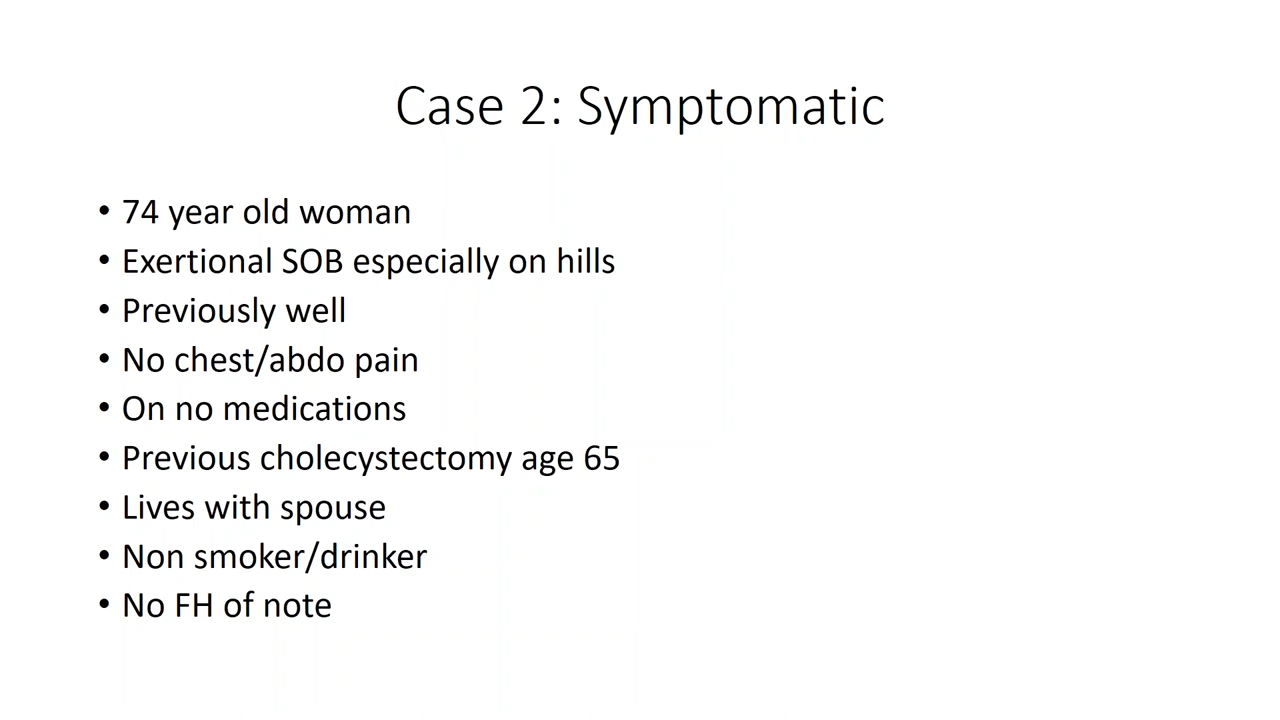 Case 2: Symptomatic
• 74 year old woman
• Exertional SOB especially on hills
• Previously well
• No chest/abdo pain
• On no medications
• Previous cholecystectomy age 65
• Lives with spouse
• Non smoker/drinker
• No FH of note